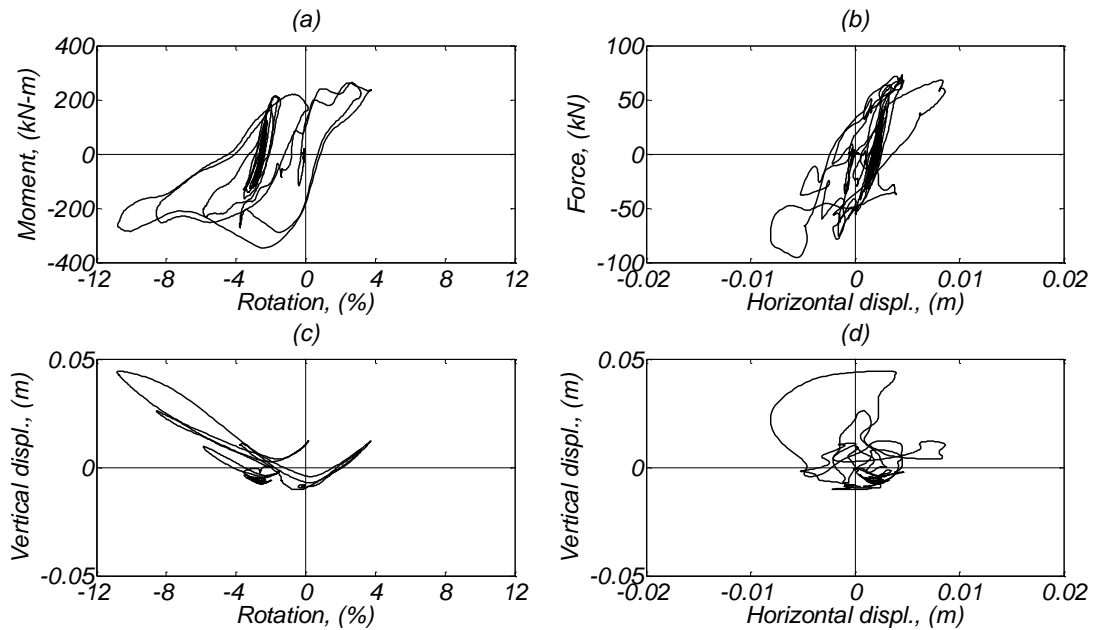 (a)
400
200
0
-200
-400
Moment, (kN-m)
-12 -8 -4 0 4 8 12
Rotation, (%)
(b)
100
50
0
-50
-100
Force, (kN)
-0.02 -0.01 0 0.01 0.02
Horizontal displ., (m)
(c)
0.05
0
-0.05
Vertical displ., (m)
-12 -8 -4 0 4 8 12
Rotation, (%)
(d)
0.05
0
-0.05
Vertical displ., (m)
-0.02 -0.01 0 0.01 0.02
Horizontal displ., (m)